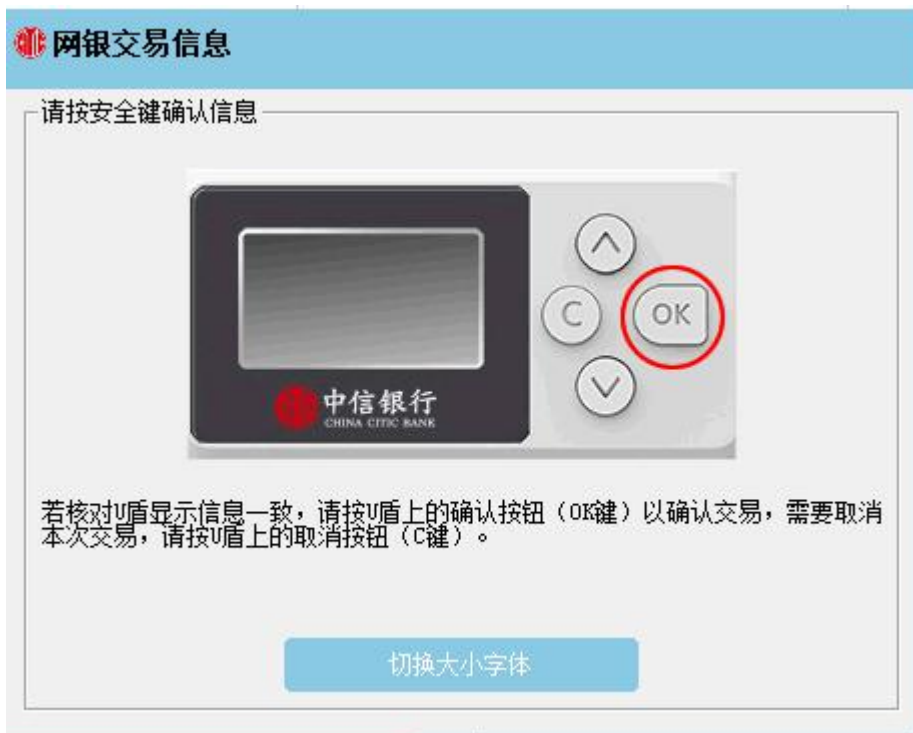 网银交易信息
请按安全键确认信息
C
OK
中信银行
CHINA CITIC BANK
若核对U盾显示信息一致，请按U盾上的确认按钮（OK键）以确认交易，需要取消
本次交易，请按U盾上的取消按钮（C键）。
切换大小字体